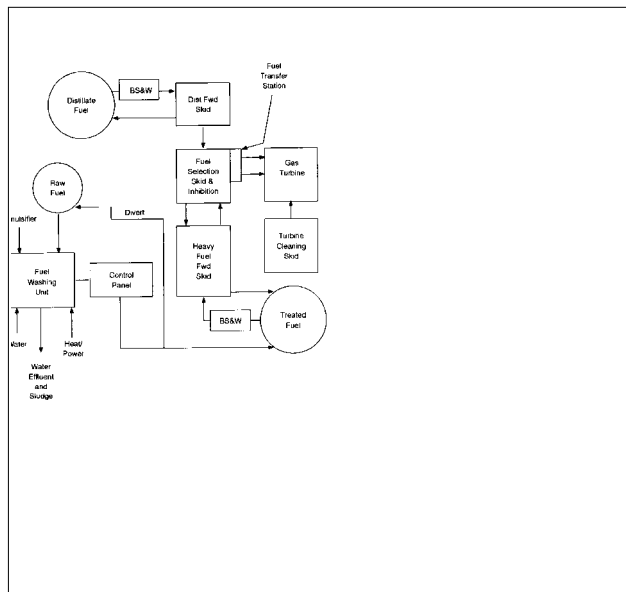 Fuel
Transfer
Station
BS&W
Distillate
Fuel
Dist Fwd
Skid
Fuel
Selection
Skid &
Inhibition
Gas
Turbine
Raw
Fuel
Divert
nulsifier
Heavy
Fuel
Fwd
Skid
Turbine
Cleaning
Skid
Fuel
Washing
Unit
Control
Panel
BS&W
Treated
Fuel
Vater
Heat/
Power
Water
Effluent
and
Sludge